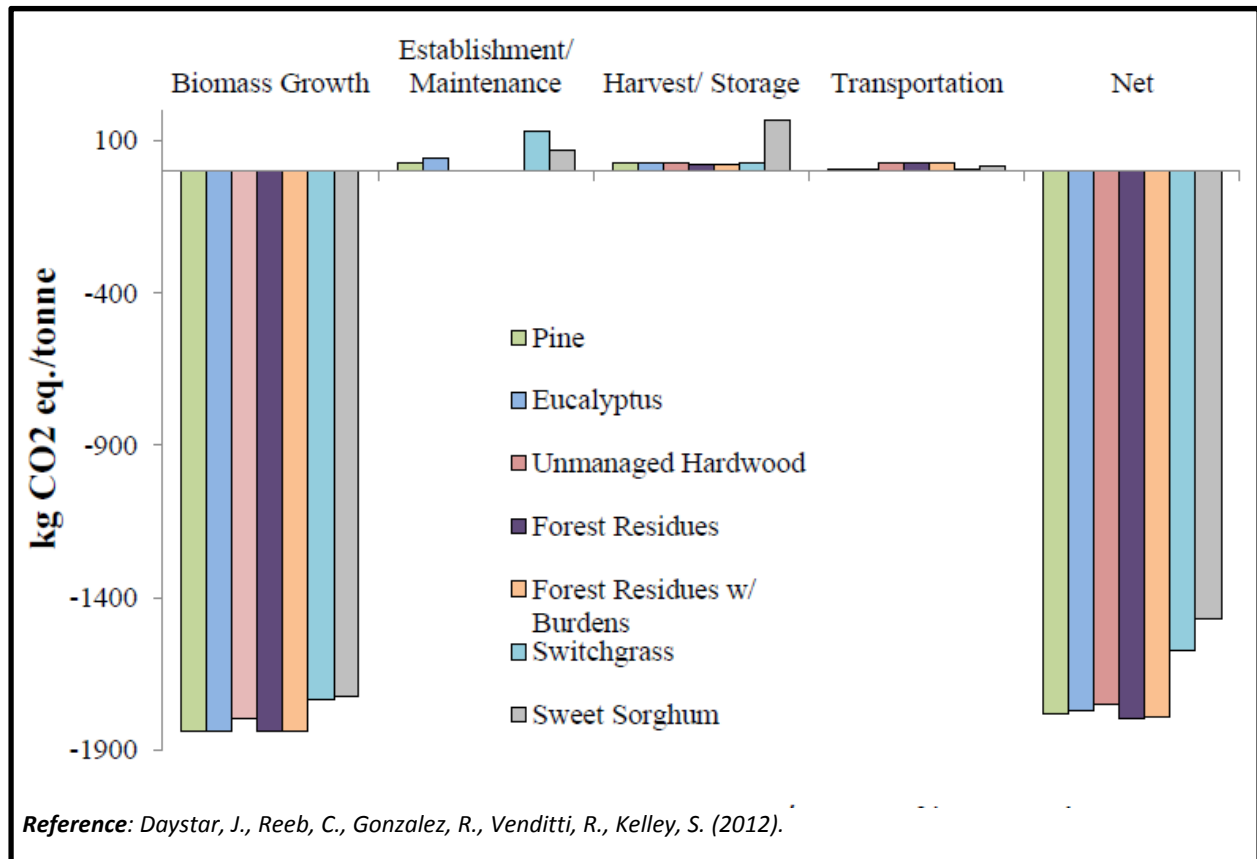 Establishment/
Biomass Growth Maintenance Harvest/ Storage Transportation Net
100
-400
-900
-1400
-1900
kg CO2 eq./tonne
Pine
Eucalyptus
Unmanaged Hardwood
Forest Residues
Forest Residues w/
Burdens
Switchgrass
Sweet Sorghum
Reference: Daystar, J., Reeb, C., Gonzalez, R., Venditti, R., Kelley, S. (2012).